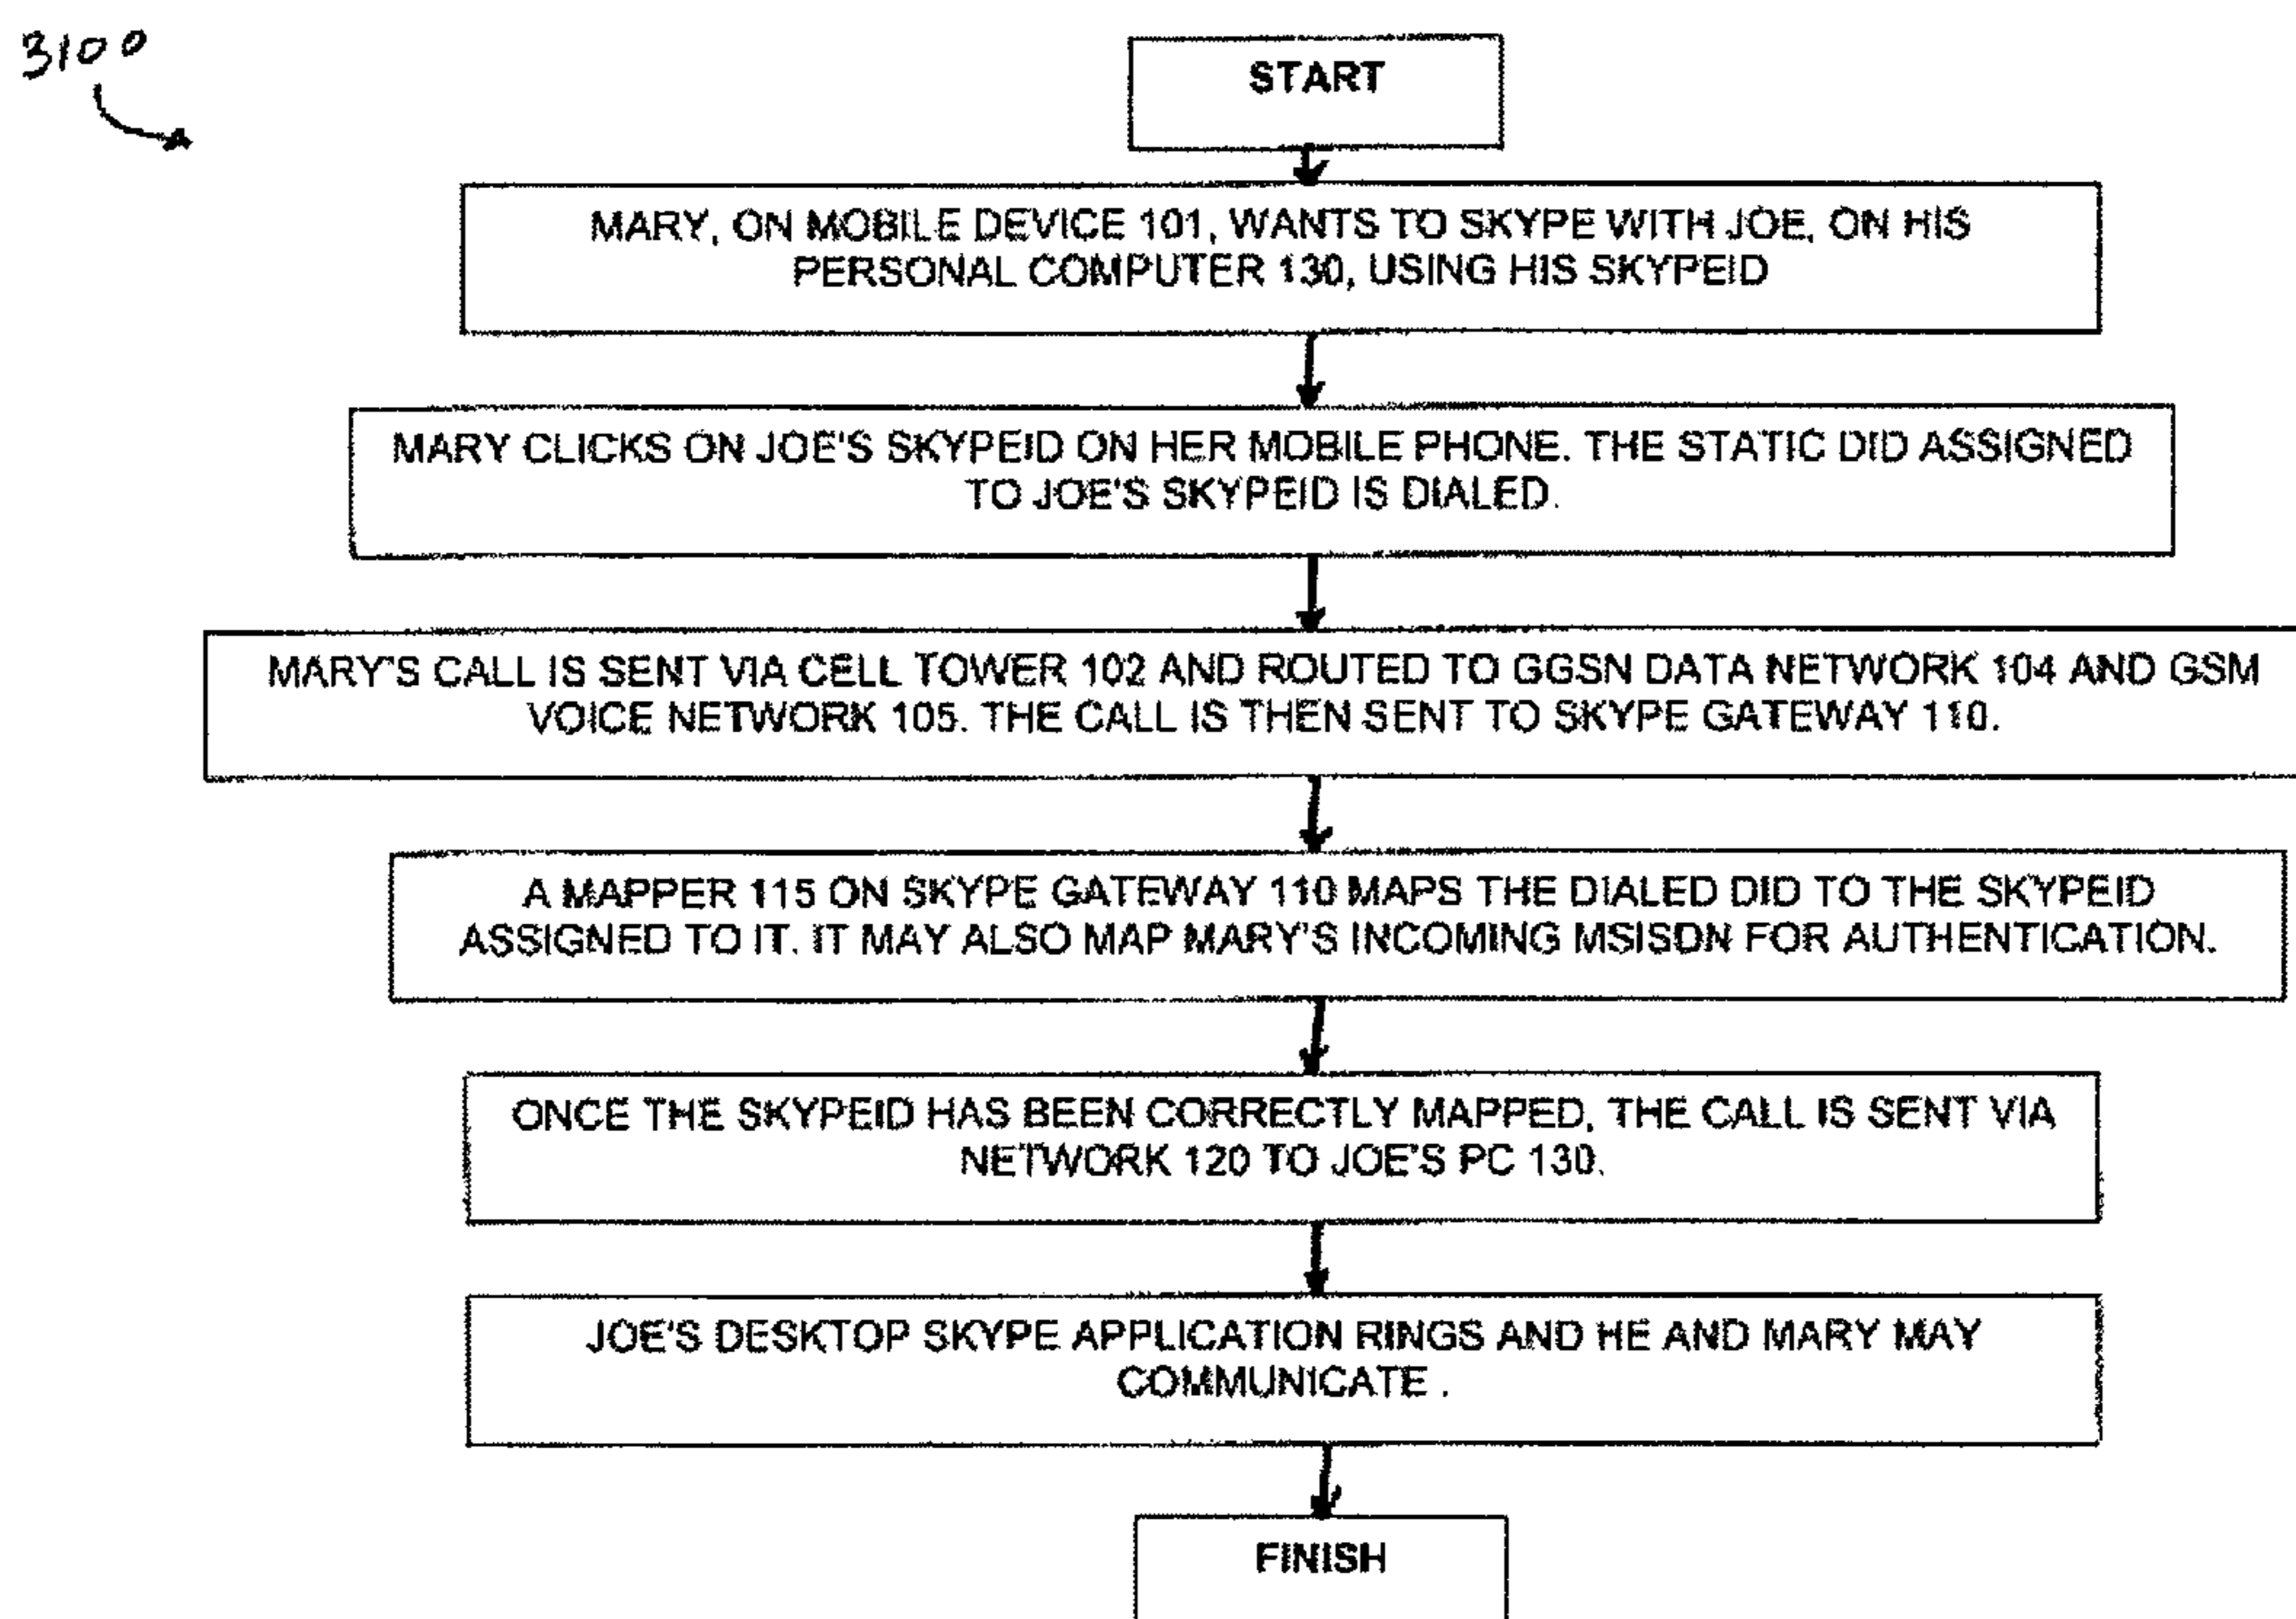 3100
START
MARY, ON MOBILE DEVICE 101, WANTS TO SKYPE WITH JOE, ON HIS
PERSONAL COMPUTER 130, USING HIS SKYPEID
MARY CLICKS ON JOE'S SKYPEID ON HER MOBILE PHONE. THE STATIC DID ASSIGNED
TO JOE'S SKYPEID IS DIALED.
MARY'S CALL IS SENT VIA CELL TOWER 102 AND ROUTED TO GGSN DATA NETWORK 104 AND GSM
VOICE NETWORK 105. THE CALL IS THEN SENT TO SKYPE GATEWAY 110.
A MAPPER 115 ON SKYPE GATEWAY 110 MAPS THE DIALED DID TO THE SKYPEID
ASSIGNED TO IT. IT MAY ALSO MAP MARY'S INCOMING MSISDN FOR AUTHENTICATION.
ONCE THE SKYPEID HAS BEEN CORRECTLY MAPPED, THE CALL IS SENT VIA
NETWORK 120 TO JOE'S PC 130.
JOE'S DESKTOP SKYPE APPLICATION RINGS AND HE AND MARY MAY
COMMUNICATE .
FINISH